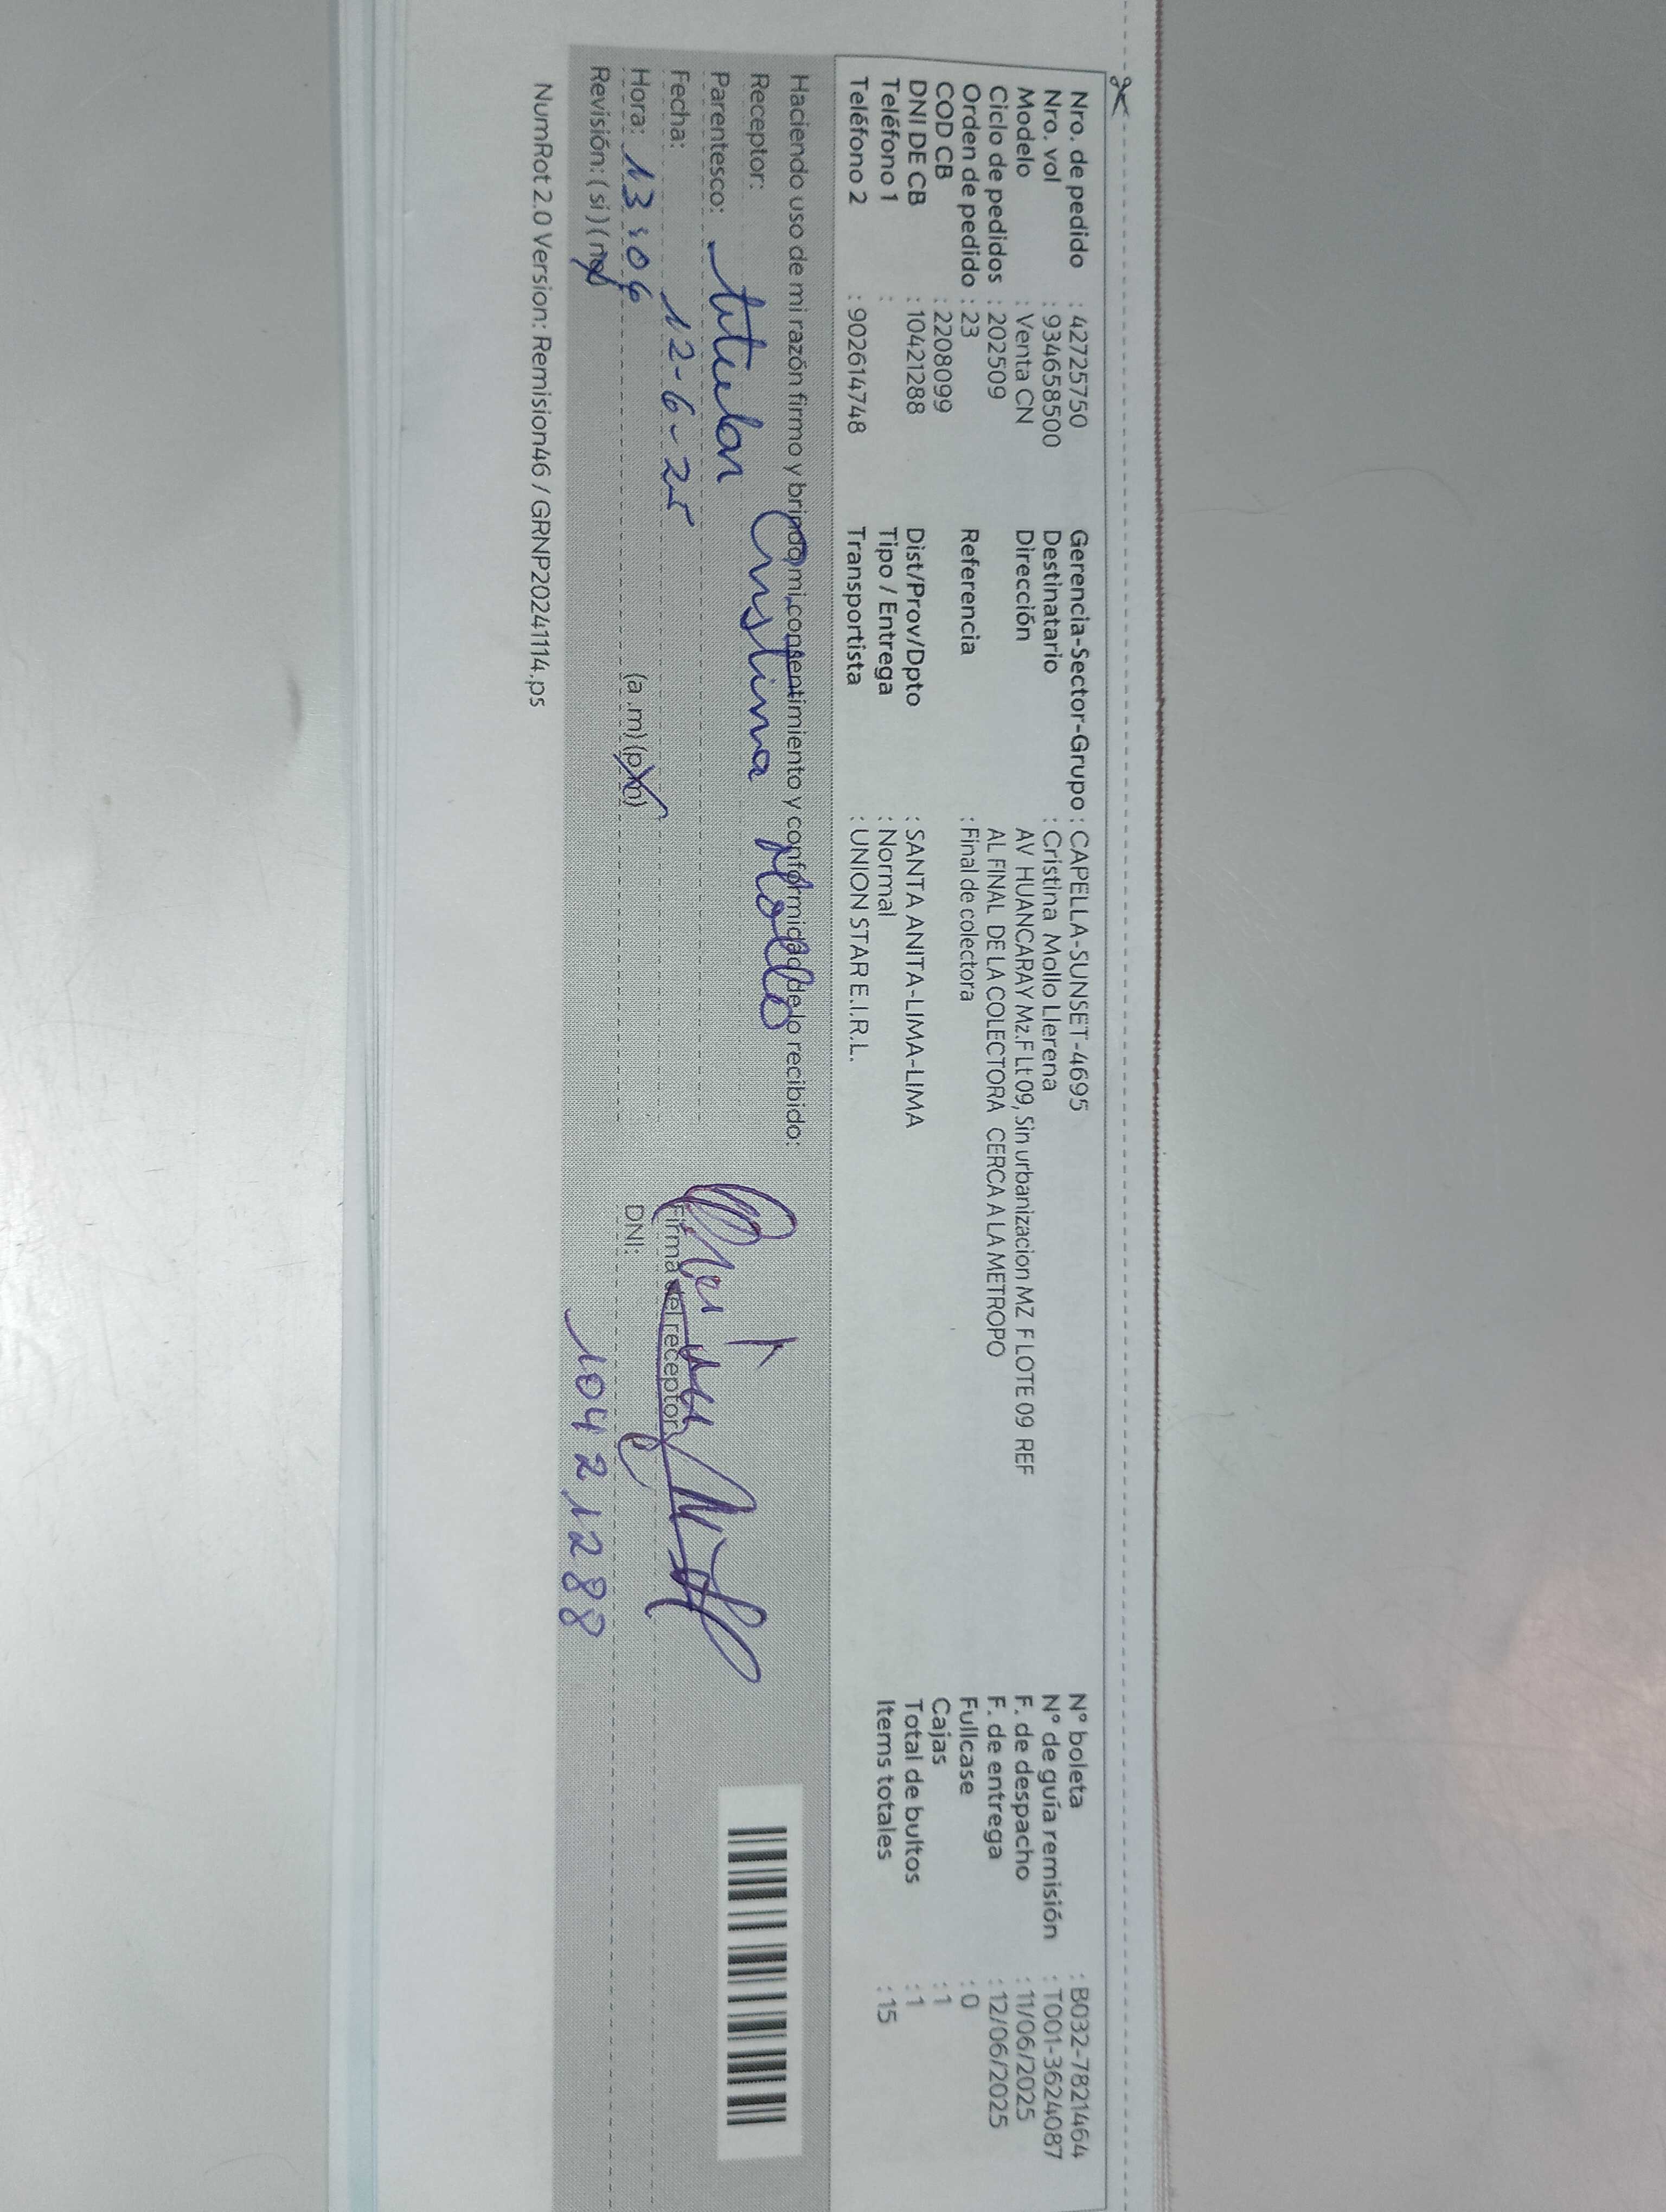 Nro. de pedido : 42725750
Nro. vol : 934658500
Modelo : Venta CN
Ciclo de pedidos : 202509
Orden de pedido : 23
COD CB : 2208099
DNI DE CB : 10421288
Teléfono 1 :
Teléfono 2 : 902614748
Gerencia-Sector-Grupo : CAPELLA-SUNSET-4695
Destinatario : Cristina Mollo Llerena
Dirección AV HUANCARAY Mz.F Lt 09, Sin urbanizacion MZ F LOTE 09 REF
AL FINAL DE LA COLECTORA CERCA A LA METROPO
Referencia : Final de colectora
Dist/Prov/Dpto : SANTA ANITA-LIMA-LIMA
Tipo / Entrega : Normal
Transportista : UNION STAR E.I.R.L.
N° boleta : B032-7821464
N° de guía remisión : T001-3624087
F. de despacho : 11/06/2025
F. de entrega : 12/06/2025
Fullcase : 0
Cajas : 1
Total de bultos : 1
Items totales : 15
Haciendo uso de mi razón firmo y brindo mi consentimiento y conformidad de lo recibido:
Receptor: Cristina Mollo
Parentesco: titular
Fecha: 12-6-25
Hora: 13:06 (a.m) (p.m)
Revisión: ( si ) ( no )
Firma del receptor
DNI: 10421288
NumRot 2.0 Version: Remision46 / GRNP20241114.ps